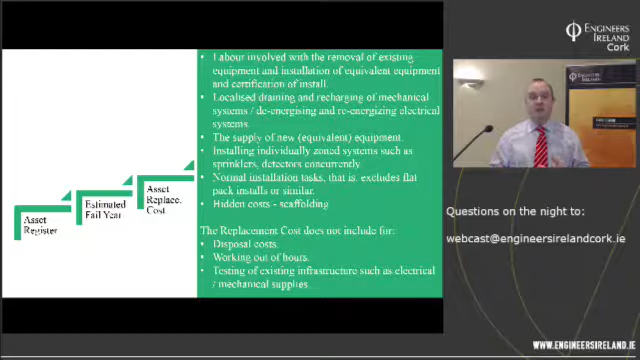 Asset
Register
Estimated
Fail Year
Asset
Replace.
Cost
• Labour involved with the removal of existing
equipment and installation of equivalent equipment
and certification of install.
• Localised draining and recharging of mechanical
systems / de-energising and re-energizing electrical
systems.
• The supply of new (equivalent) equipment.
• Installing individually zoned systems such as
sprinklers, detectors concurrently.
• Normal installation tasks, that is, excludes flat
pack installs or similar.
• Hidden costs - scaffolding
The Replacement Cost does not include for:
• Disposal costs.
• Working out of hours.
• Testing of existing infrastructure such as electrical
/ mechanical supplies.
ENGINEERS
IRELAND
Cork
Questions on the night to:
webcast@engineersirelandcork.ie
WWW.ENGINEERSIRELAND.IE